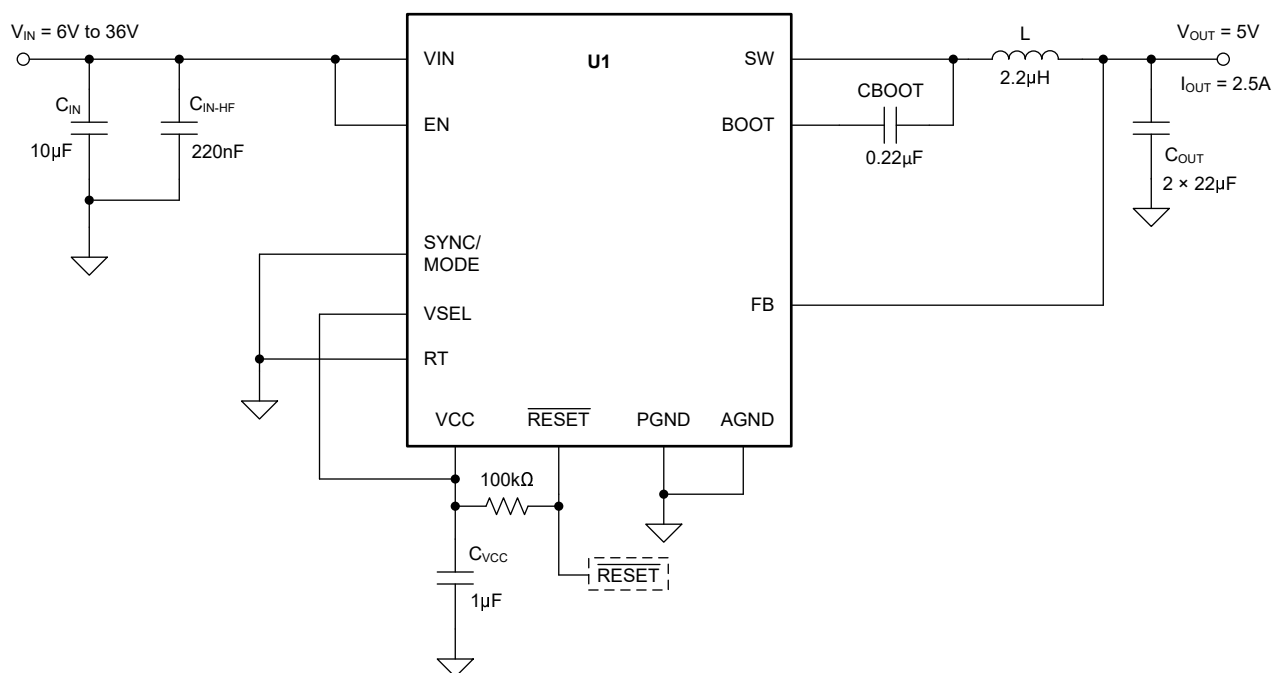 VIN = 6V to 36V
CIN
10µF
CIN-HF
220nF
U1
VIN
EN
SYNC/
MODE
VSEL
RT
VCC
RESET
PGND
AGND
SW
BOOT
FB
CBOOT
0.22µF
L
2.2µH
VOUT = 5V
IOUT = 2.5A
COUT
2 × 22µF
100kΩ
CVCC
1µF
RESET